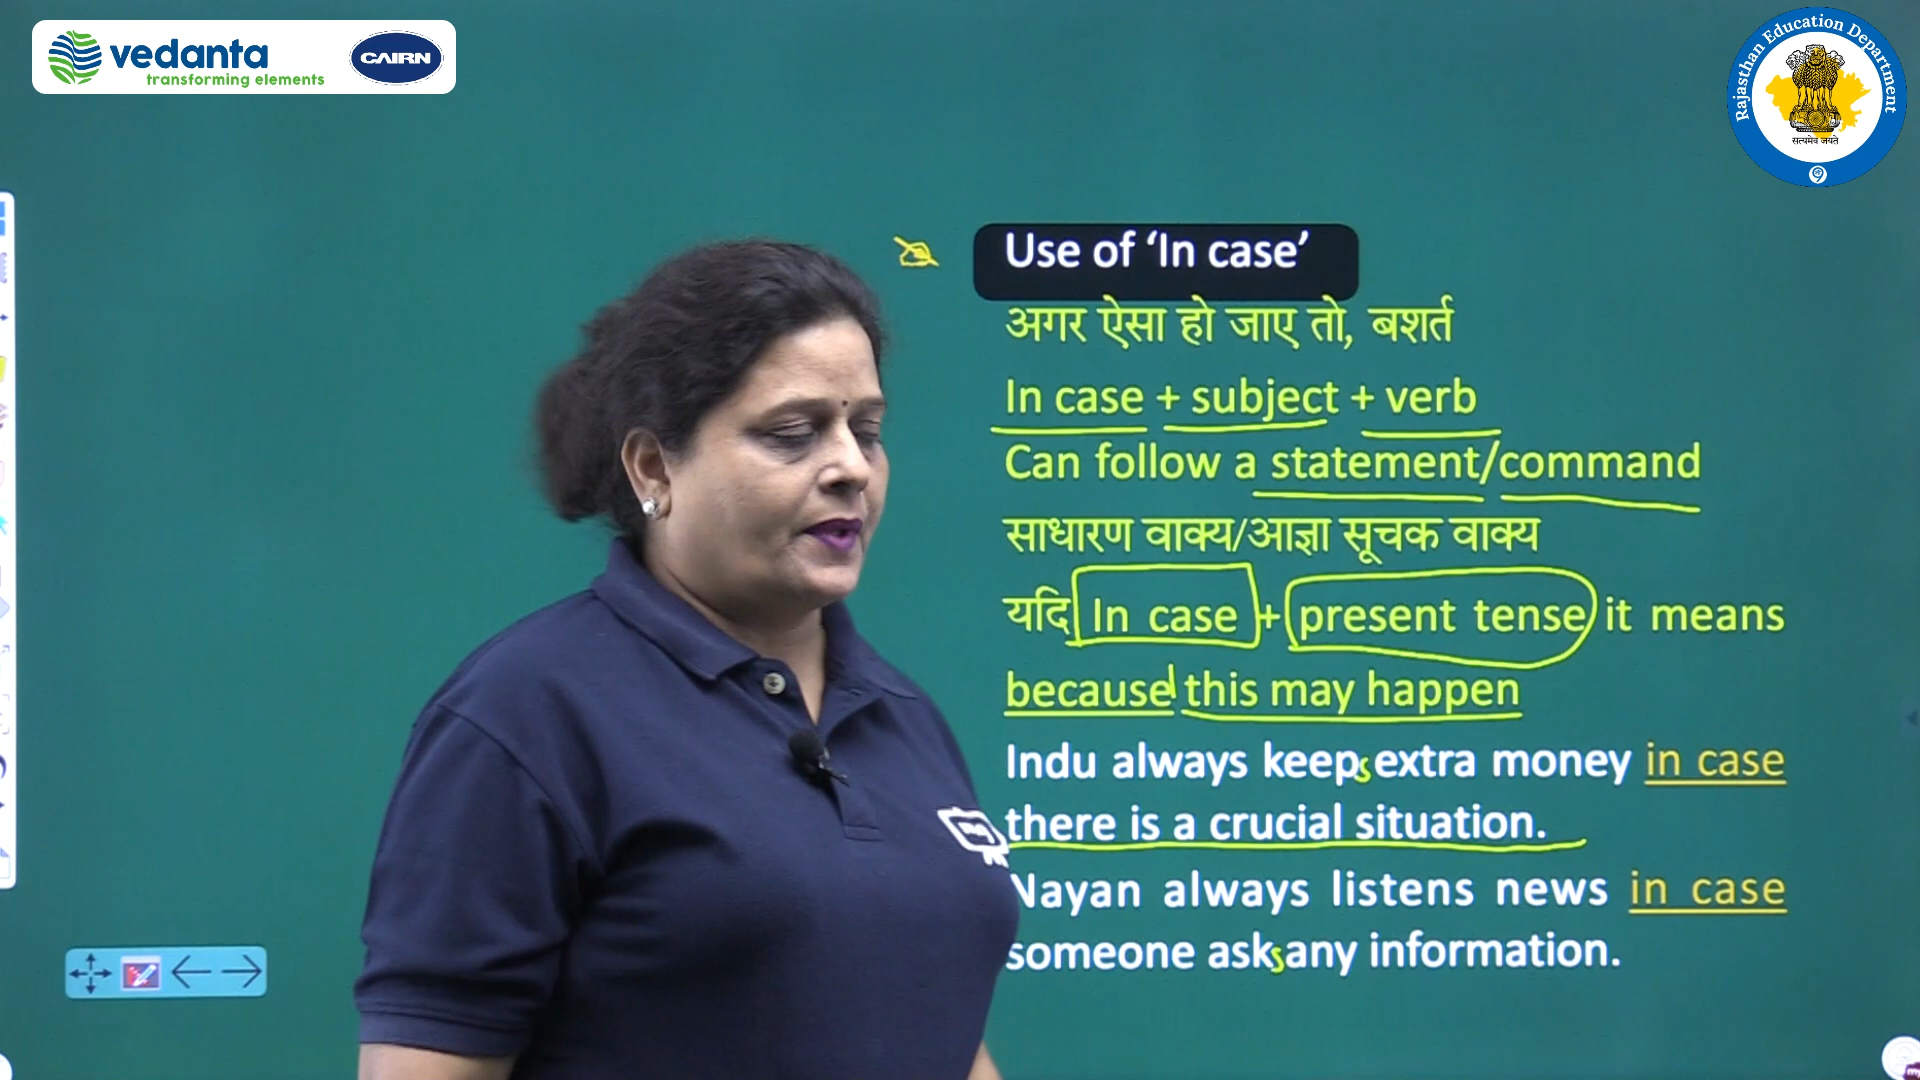 vedanta
transforming elements
CAIRN
Rajasthan Education Department
सत्यमेव जयते
Use of ‘In case’
अगर ऐसा हो जाए तो, बशर्त
In case + subject + verb
Can follow a statement/command
साधारण वाक्य/आज्ञा सूचक वाक्य
यदि In case + present tense it means
because this may happen
Indu always keeps extra money in case
there is a crucial situation.
Nayan always listens news in case
someone asks any information.